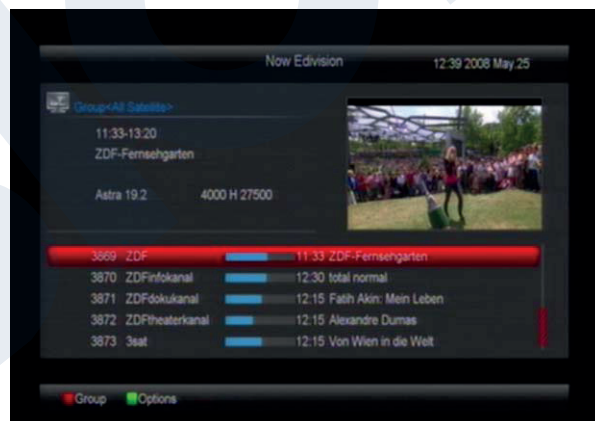 Now Edivision
12:39 2008 May.25
Group<All Satellits>
11:33-13:20
ZDF-Fernsehgarten
Astra 19.2 4000 H 27500
3869 ZDF 11:33 ZDF-Fernsehgarten
3870 ZDFinfokanal 12:30 total normal
3871 ZDFdokukanal 12:15 Fatih Akin: Mein Leben
3872 ZDFtheaterkanal 12:15 Alexandre Dumas
3873 3sat 12:15 Von Wien in die Welt
Group Options